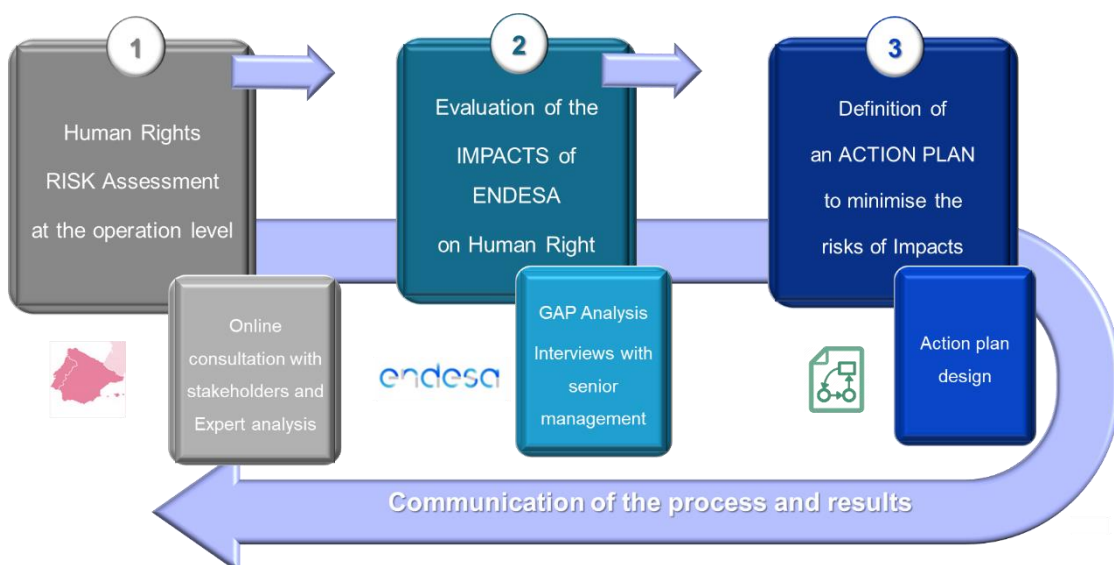 1
Human Rights
RISK Assessment
at the operation level
Online
consultation with
stakeholders and
Expert analysis
2
Evaluation of the
IMPACTS of
ENDESA
on Human Right
endesa
GAP Analysis
Interviews with
senior
management
3
Definition of
an ACTION PLAN
to minimise the
risks of Impacts
Action plan
design
Communication of the process and results